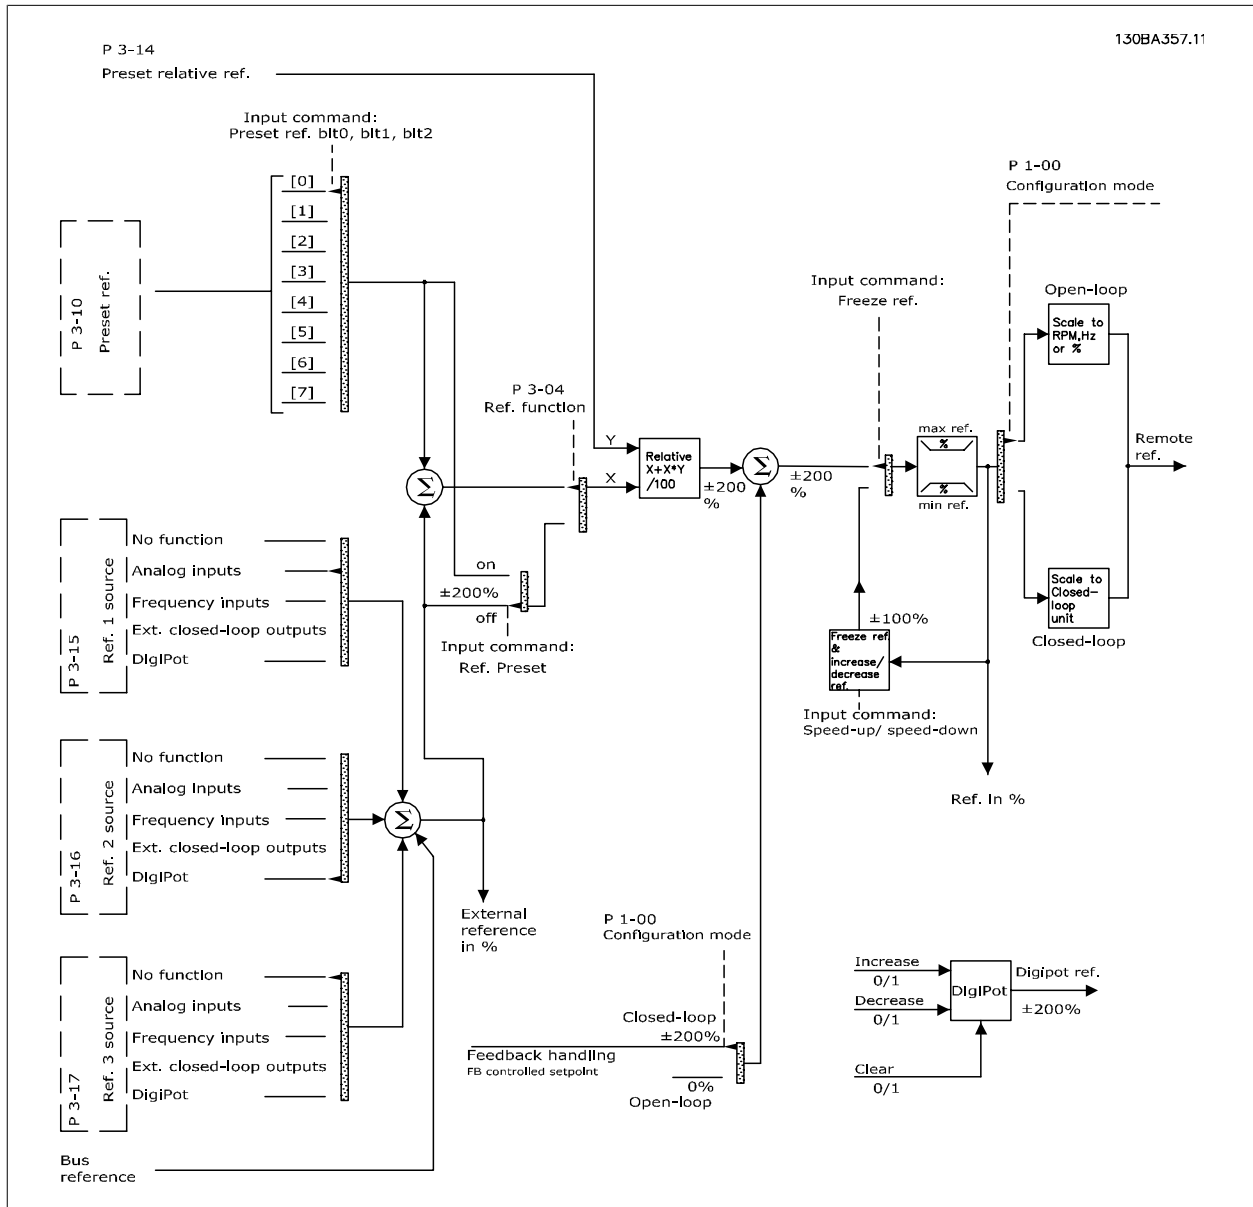 130BA357.11
P 3-14
Preset relative ref.
Input command:
Preset ref. bit0, bit1, bit2
[0]
[1]
[2]
[3]
[4]
[5]
[6]
[7]
P 3-10
Preset ref.
P 1-00
Configuration mode
Input command:
Freeze ref.
Open-loop
Scale to
RPM,Hz
or %
P 3-04
Ref. function
Y
X
Relative
X+X*Y
/100
±200
%
Σ
±200
%
max ref.
%
%
min ref.
Remote
ref.
Σ
on
±200%
off
Input command:
Ref. Preset
Scale to
Closed-
loop
unit
Closed-loop
±100%
Freeze ref.
&
increase/
decrease
ref.
Input command:
Speed-up/ speed-down
Ref. in %
P 3-15
Ref. 1 source
No function
Analog inputs
Frequency inputs
Ext. closed-loop outputs
DigiPot
P 3-16
Ref. 2 source
No function
Analog inputs
Frequency inputs
Ext. closed-loop outputs
DigiPot
Σ
External
reference
in %
P 3-17
Ref. 3 source
No function
Analog inputs
Frequency inputs
Ext. closed-loop outputs
DigiPot
Bus
reference
P 1-00
Configuration mode
Closed-loop
±200%
Feedback handling
FB controlled setpoint
0%
Open-loop
Increase
0/1
Decrease
0/1
Clear
0/1
DigiPot
Digipot ref.
±200%